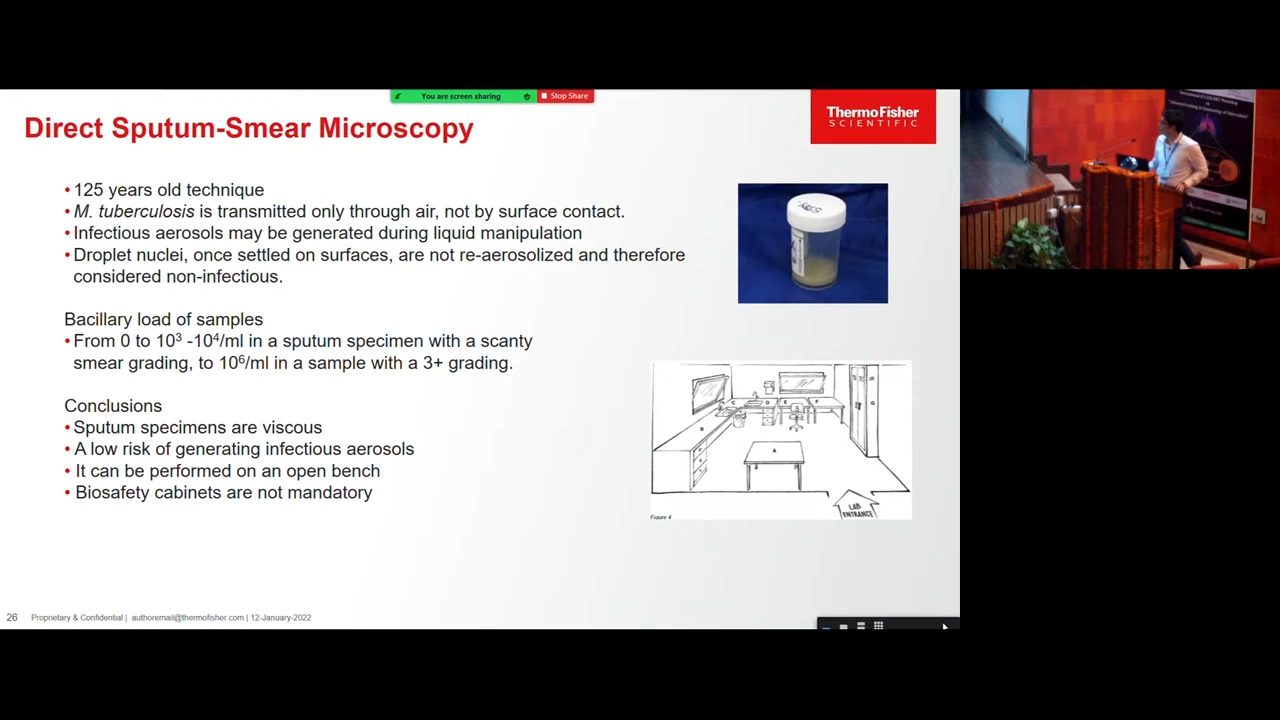 You are screen sharing
Stop Share
Direct Sputum-Smear Microscopy
ThermoFisher
SCIENTIFIC
•125 years old technique
•M. tuberculosis is transmitted only through air, not by surface contact.
•Infectious aerosols may be generated during liquid manipulation
•Droplet nuclei, once settled on surfaces, are not re-aerosolized and therefore
considered non-infectious.
Bacillary load of samples
•From 0 to 10³ -10⁴/ml in a sputum specimen with a scanty
smear grading, to 10⁶/ml in a sample with a 3+ grading.
Conclusions
•Sputum specimens are viscous
•A low risk of generating infectious aerosols
•It can be performed on an open bench
•Biosafety cabinets are not mandatory
C D E F G
B
A
LAB
ENTRANCE
Figure 4
26 Proprietary & Confidential | authoremail@thermofisher.com | 12-January-2022